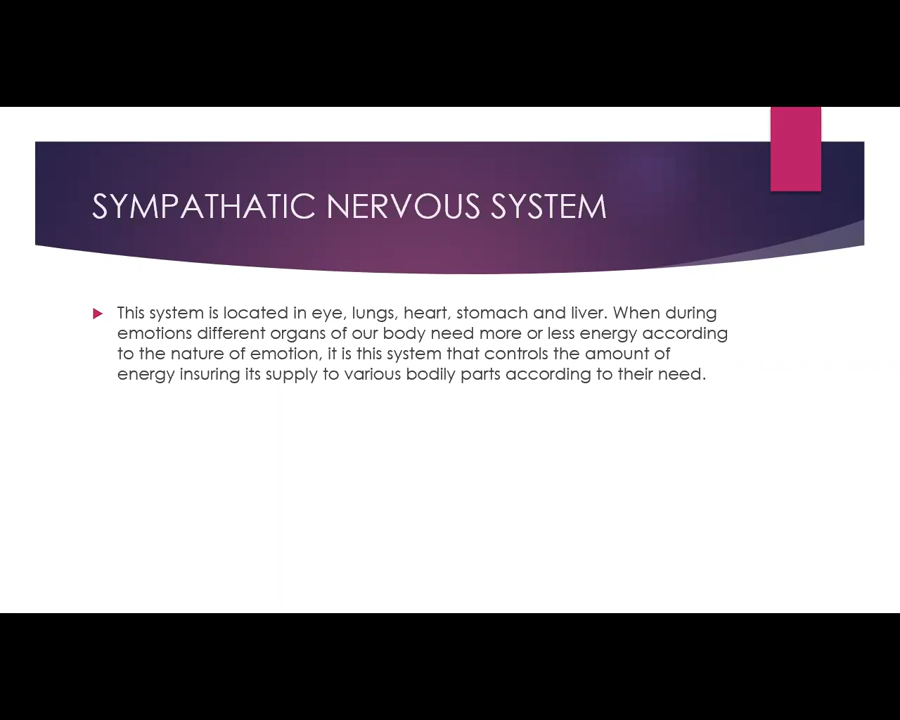 SYMPATHATIC NERVOUS SYSTEM
This system is located in eye, lungs, heart, stomach and liver. When during
emotions different organs of our body need more or less energy according
to the nature of emotion, it is this system that controls the amount of
energy insuring its supply to various bodily parts according to their need.